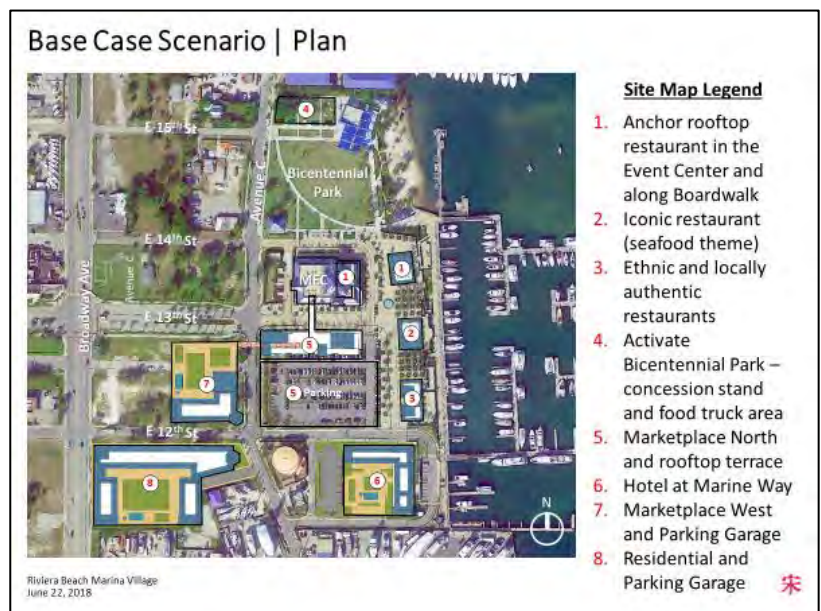 Base Case Scenario | Plan
E 15th St
Avenue C
Bicentennial
Park
E 14th St
Avenue C
Broadway Ave
E 13th St
E 12th St
MEC
Parking
4
1
1
2
5
5
3
7
8
6
N
Site Map Legend
1. Anchor rooftop
restaurant in the
Event Center and
along Boardwalk
2. Iconic restaurant
(seafood theme)
3. Ethnic and locally
authentic
restaurants
4. Activate
Bicentennial Park –
concession stand
and food truck area
5. Marketplace North
and rooftop terrace
6. Hotel at Marine Way
7. Marketplace West
and Parking Garage
8. Residential and
Parking Garage
Riviera Beach Marina Village
June 22, 2018